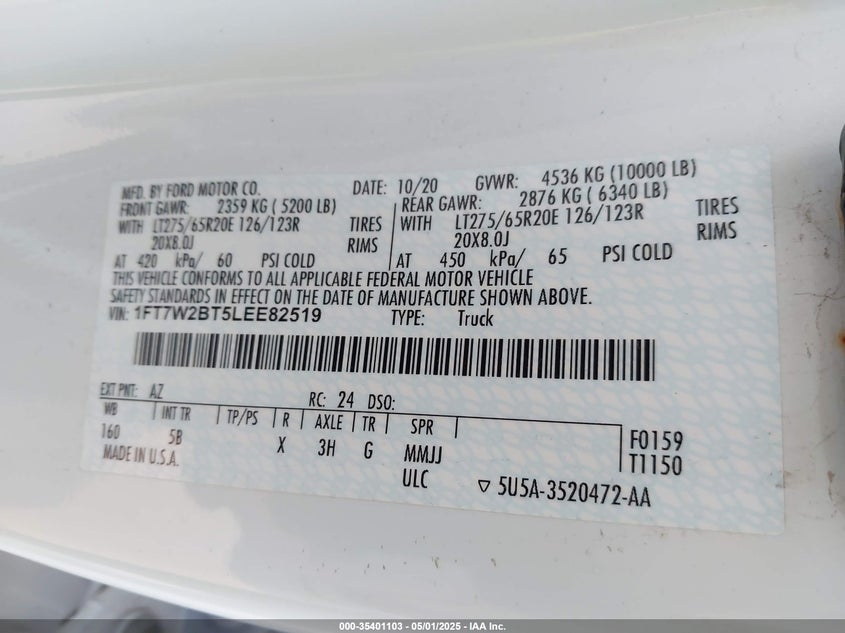 MFD. BY FORD MOTOR CO. DATE: 10/20 GVWR: 4536 KG (10000 LB)
FRONT GAWR: 2359 KG ( 5200 LB) REAR GAWR: 2876 KG ( 6340 LB)
WITH LT275/65R20E 126/123R TIRES WITH LT275/65R20E 126/123R TIRES
20X8.0J RIMS 20X8.0J RIMS
AT 420 kPa/ 60 PSI COLD AT 450 kPa/ 65 PSI COLD
THIS VEHICLE CONFORMS TO ALL APPLICABLE FEDERAL MOTOR VEHICLE
SAFETY STANDARDS IN EFFECT ON THE DATE OF MANUFACTURE SHOWN ABOVE.
VIN: 1FT7W2BT5LEE82519 TYPE: Truck
EXT PNT: AZ RC: 24 DSO:
WB INT TR TP/PS R AXLE TR SPR
160 5B X 3H G MMJJ F0159
MADE IN U.S.A. ULC T1150
5U5A-3520472-AA
000-35401103 - 05/01/2025 - IAA Inc.